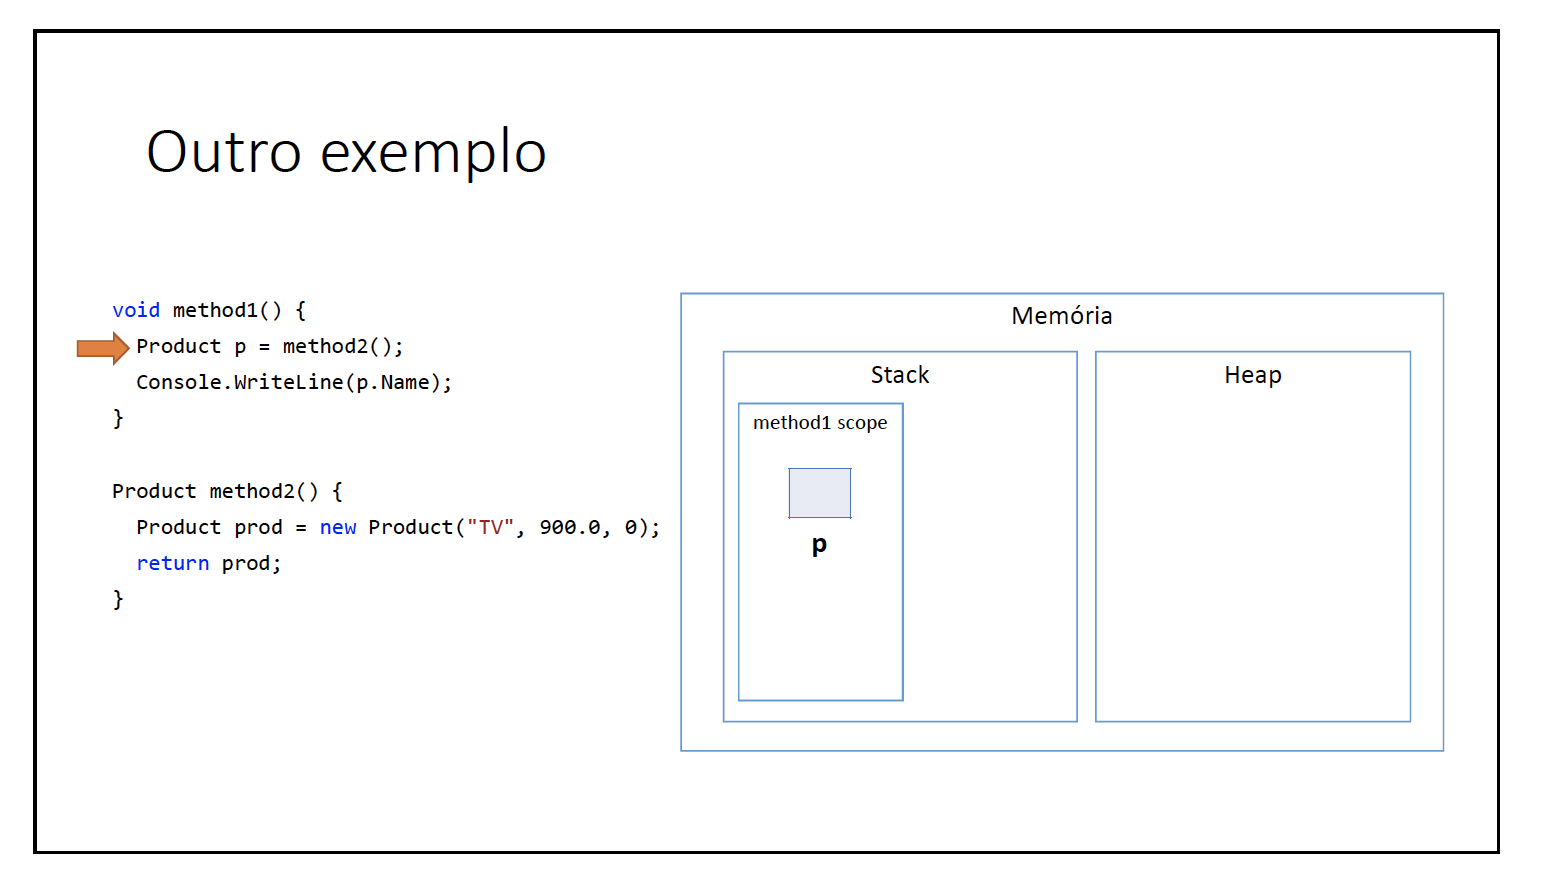 Outro exemplo
void method1() {
Product p = method2();
Console.WriteLine(p.Name);
}
Product method2() {
Product prod = new Product("TV", 900.0, 0);
return prod;
}
Memória
Stack
Heap
method1 scope
p